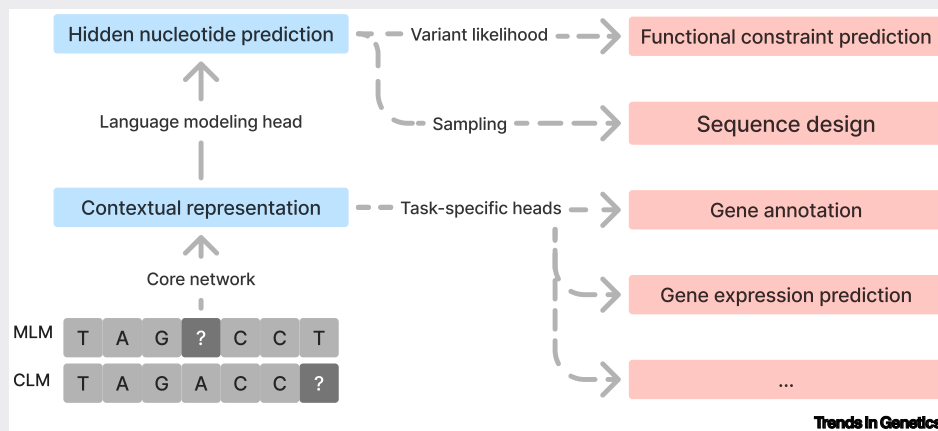 Hidden nucleotide prediction
Variant likelihood
Functional constraint prediction
Language modeling head
Sampling
Sequence design
Contextual representation
Task-specific heads
Gene annotation
Core network
Gene expression prediction
MLM T A G ? C C T
CLM T A G A C C ?
...
Trends in Genetics